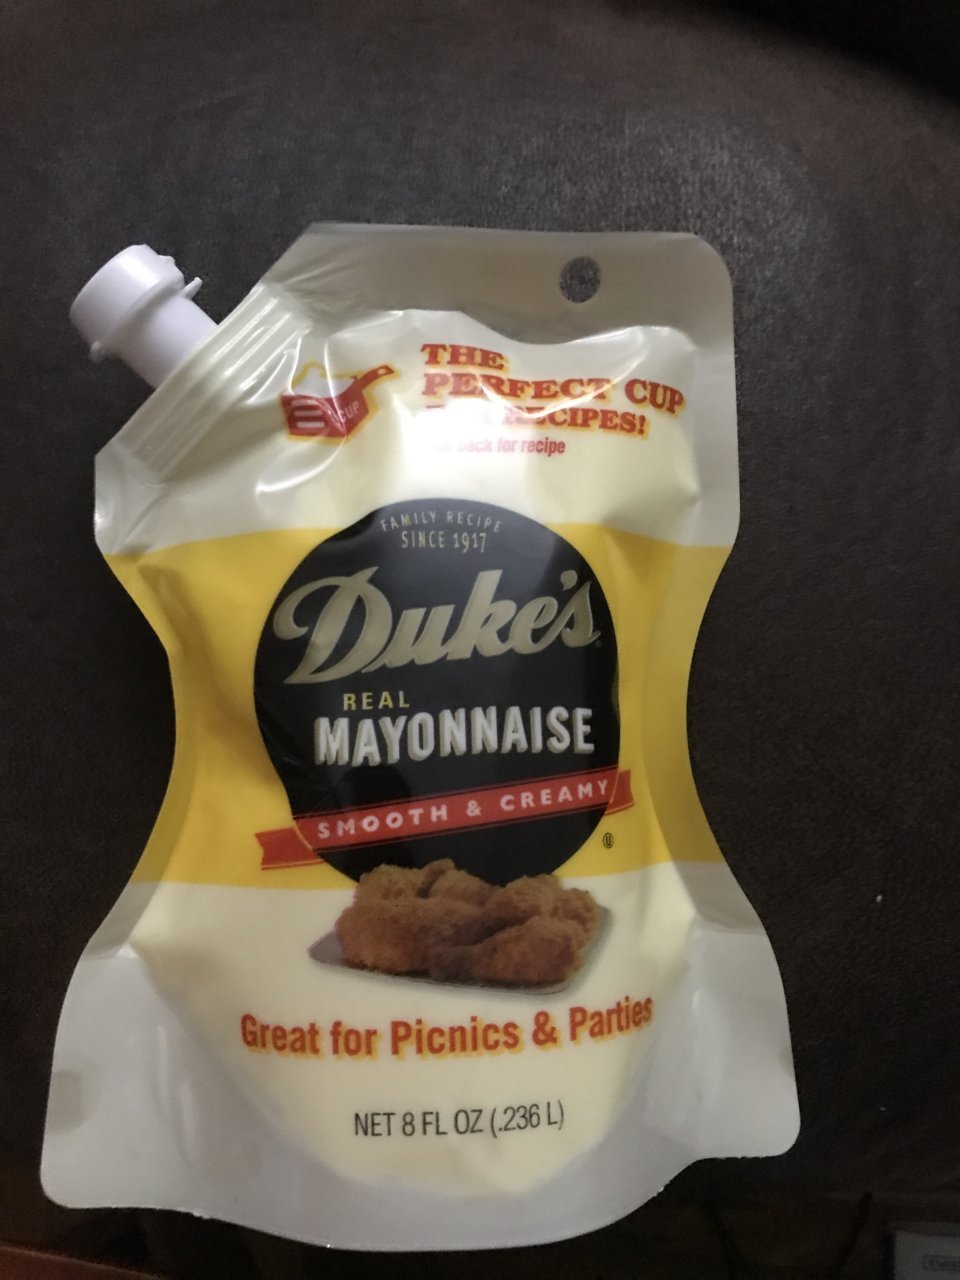 THE
PERFECT CUP
RECIPES!
back for recipe
CUP
FAMILY RECIPE
SINCE 1917
Duke's
REAL
MAYONNAISE
SMOOTH & CREAMY
Great for Picnics & Parties
NET 8 FL OZ (.236 L)